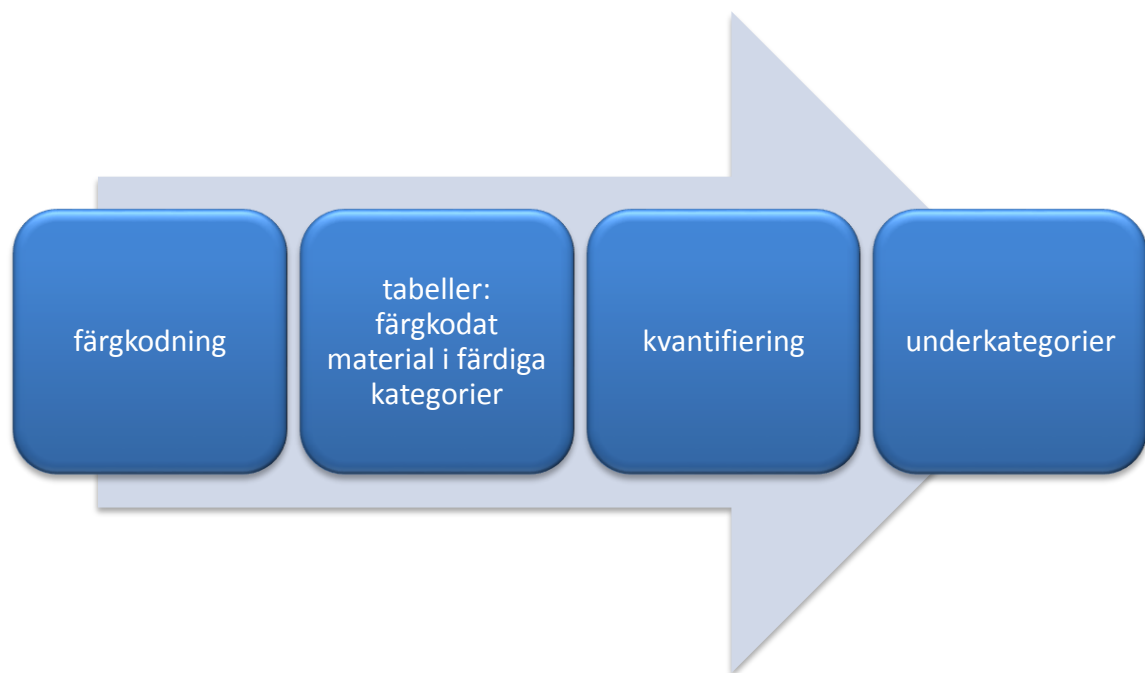 färgkodning
tabeller:
färgkodat
material i färdiga
kategorier
kvantifiering
underkategorier